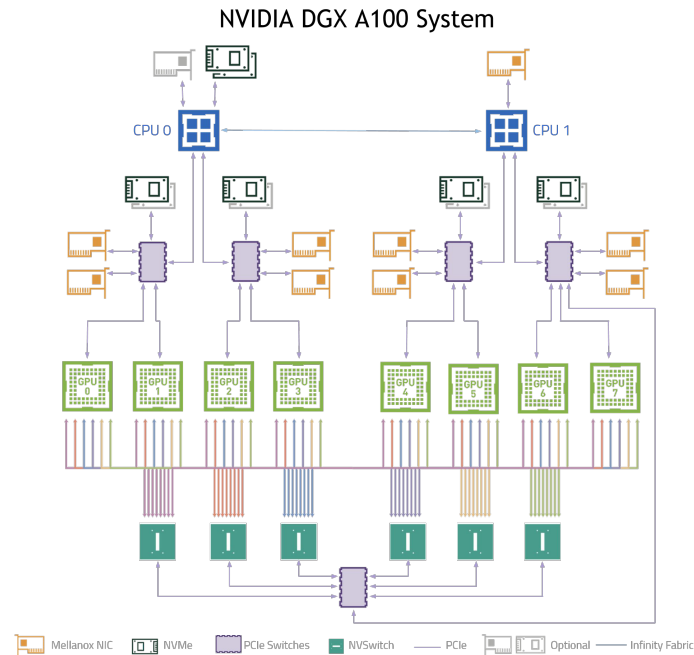 NVIDIA DGX A100 System
CPU 0
CPU 1
GPU
0
GPU
1
GPU
2
GPU
3
GPU
4
GPU
5
GPU
6
GPU
7
Mellanox NIC
NVMe
PCIe Switches
NVSwitch
PCIe
Optional
Infinity Fabric